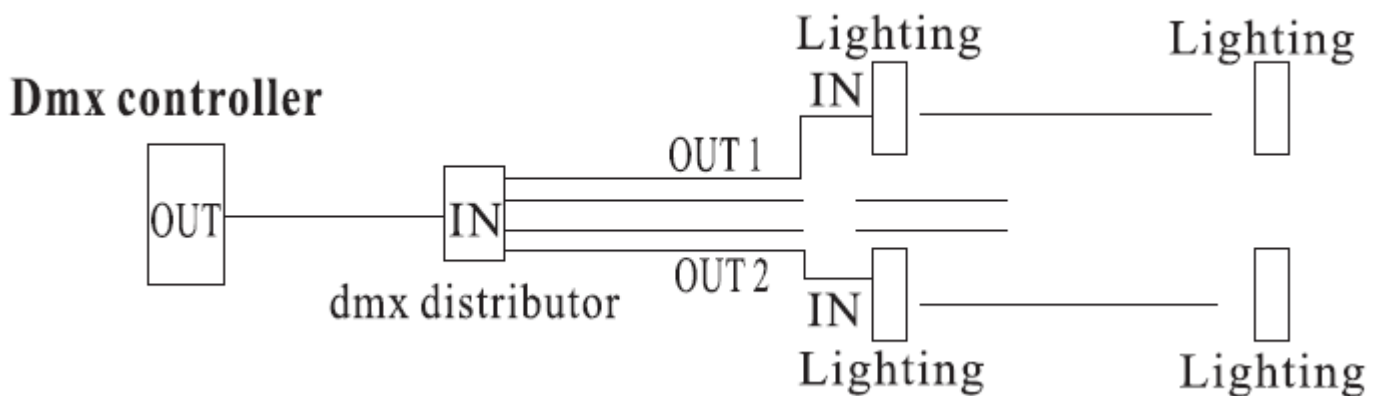 Lighting
Lighting
IN
Dmx controller
OUT 1
OUT
IN
OUT 2
dmx distributor
IN
Lighting
Lighting